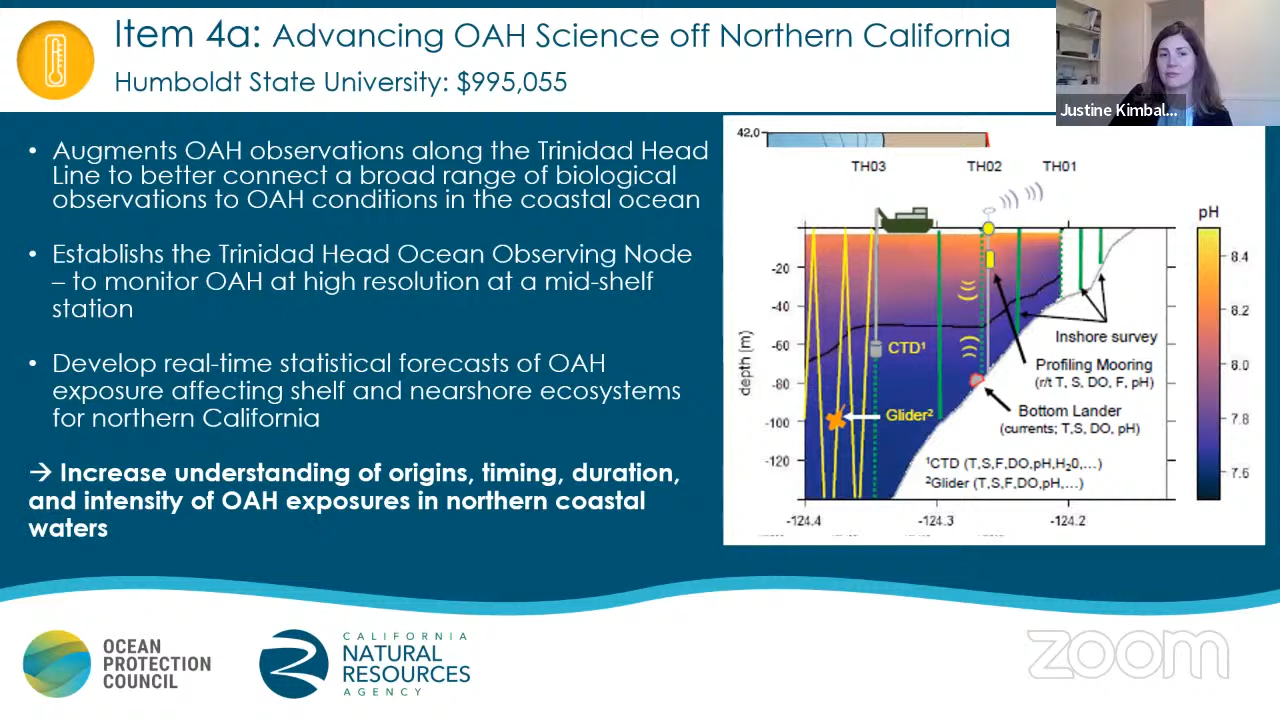 Item 4a: Advancing OAH Science off Northern California
Humboldt State University: $995,055
Justine Kimbal...
• Augments OAH observations along the Trinidad Head
Line to better connect a broad range of biological
observations to OAH conditions in the coastal ocean
• Establishs the Trinidad Head Ocean Observing Node
– to monitor OAH at high resolution at a mid-shelf
station
• Develop real-time statistical forecasts of OAH
exposure affecting shelf and nearshore ecosystems
for northern California
→ Increase understanding of origins, timing, duration,
and intensity of OAH exposures in northern coastal
waters
42,0
TH03
TH02
TH01
pH
8.4
8.2
8.0
7.8
7.6
depth (m)
-20
-40
-60
-80
-100
-120
CTD¹
Glider²
Inshore survey
Profiling Mooring
(r/t T, S, DO, F, pH)
Bottom Lander
(currents; T,S, DO, pH)
¹CTD (T,S,F,DO,pH,H₂0,...)
²Glider (T,S,F,DO,pH,...)
-124.4
-124.3
-124.2
OCEAN
PROTECTION
COUNCIL
CALIFORNIA
NATURAL
RESOURCES
AGENCY
zoom